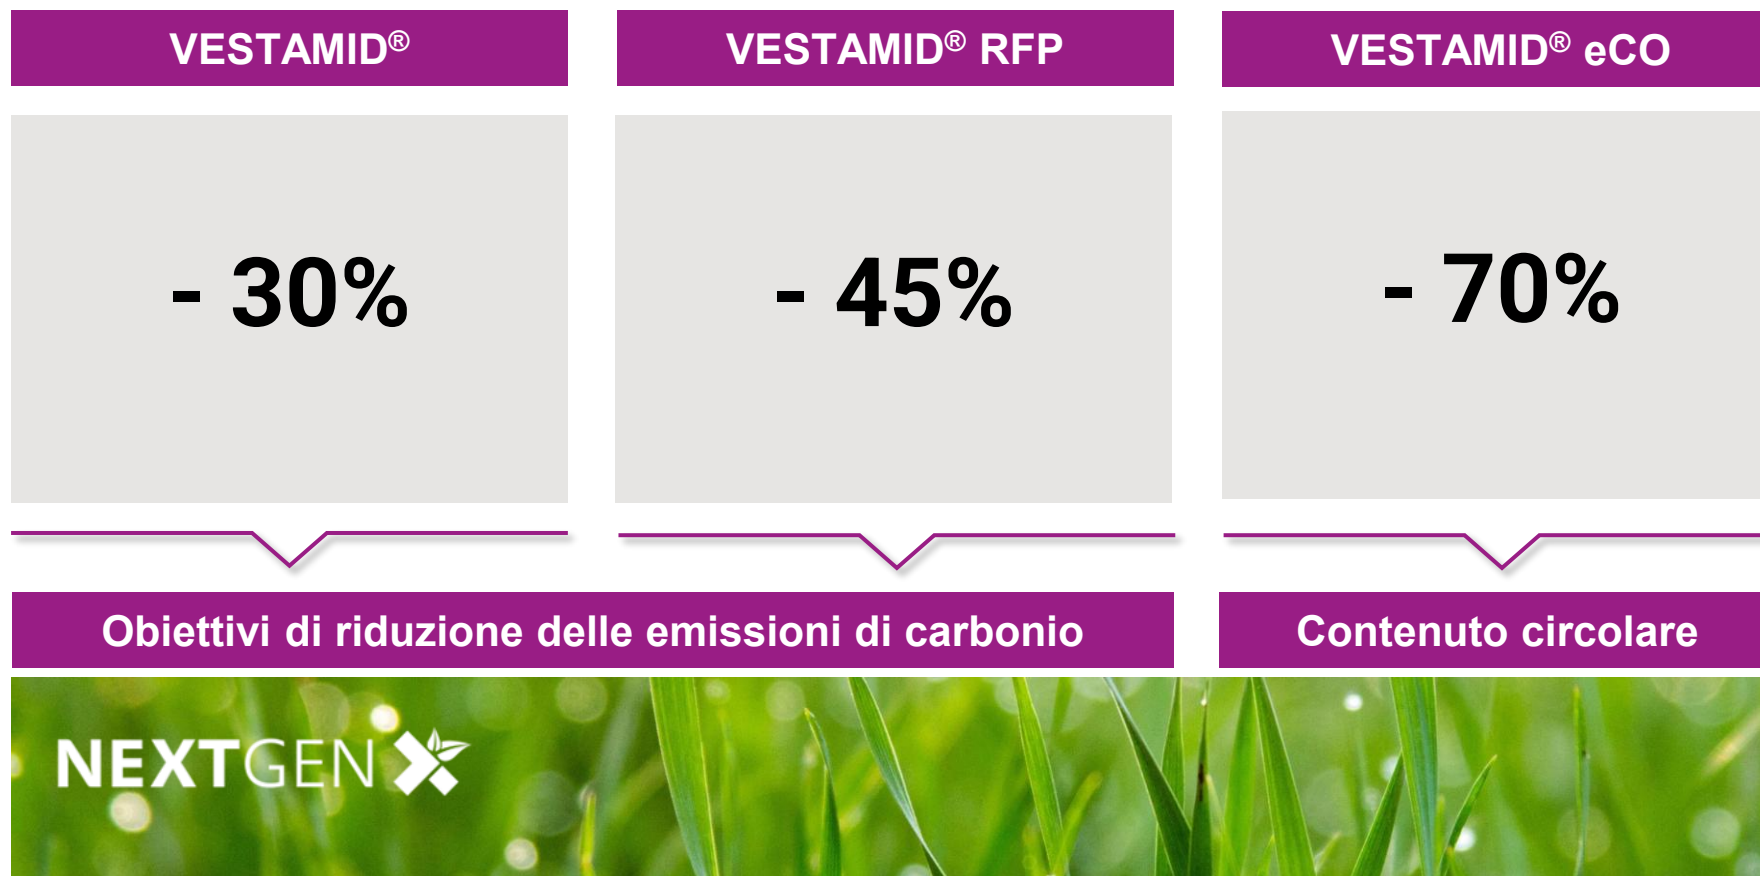 VESTAMID®
VESTAMID® RFP
VESTAMID® eCO
- 30%
- 45%
- 70%
Obiettivi di riduzione delle emissioni di carbonio
Contenuto circolare
NEXTGEN